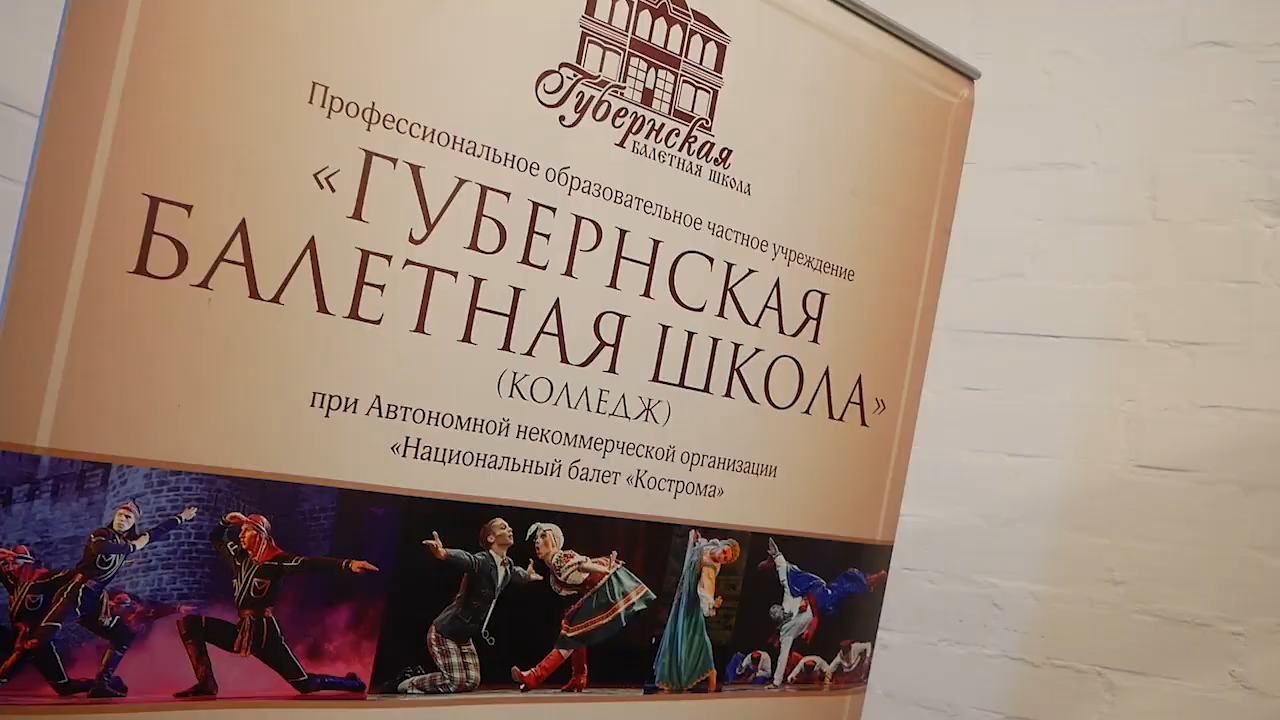 Губернская
БАЛЕТНАЯ ШКОЛА
Профессиональное образовательное частное учреждение
«ГУБЕРНСКАЯ
БАЛЕТНАЯ ШКОЛА»
(КОЛЛЕДЖ)
при Автономной некоммерческой организации
«Национальный балет «Кострома»